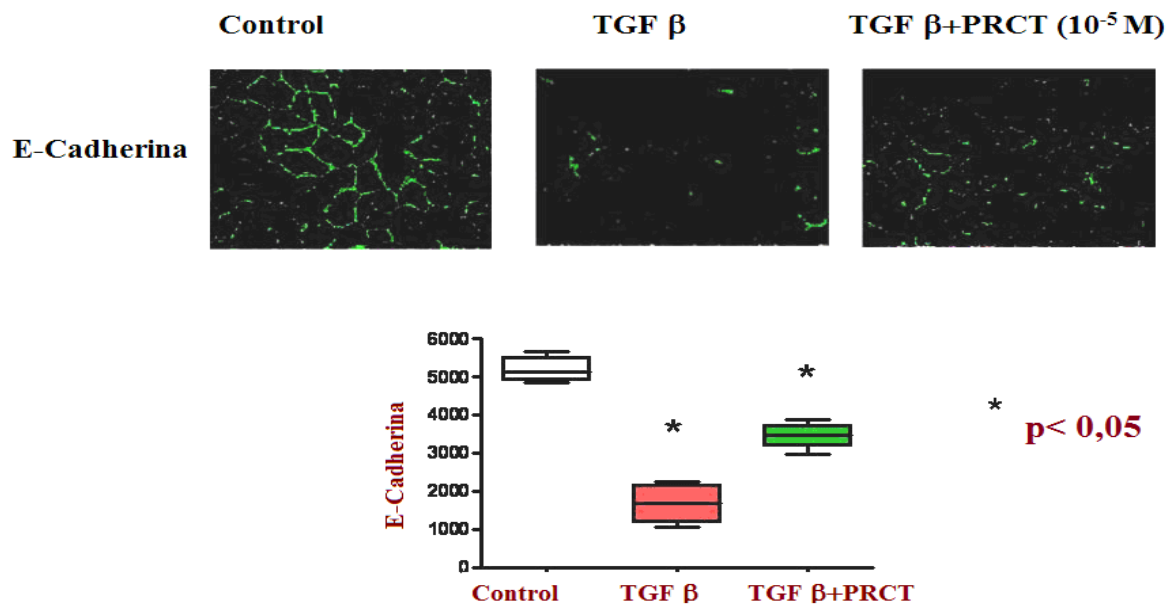 Control
TGF β
TGF β+PRCT (10⁻⁵ M)
E-Cadherina
E-Cadherina
6000
5000
4000
3000
2000
1000
0
*
*
* p< 0,05
Control
TGF β
TGF β+PRCT